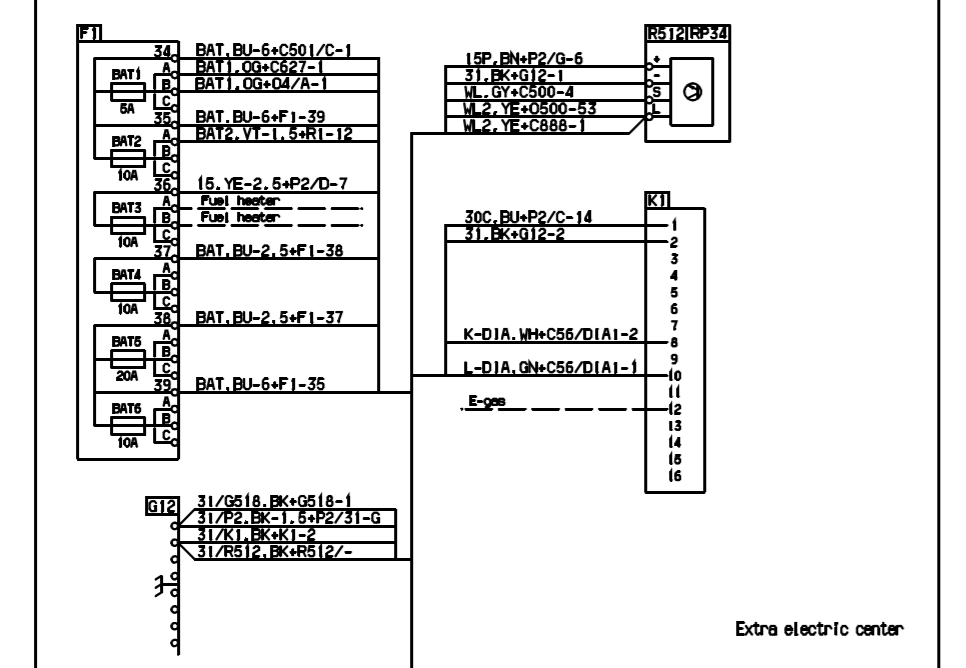 F1
34 BAT,BU-6+C501/C-1
A BAT1,OG+C627-1
BAT1
B BAT1,OG+04/A-1
C
5A
35 BAT,BU-6+F1-39
A BAT2,VT-1.5+R1-12
BAT2
B
C
10A
36 15,YE-2.5+P2/D-7
A Fuel heater
BAT3
B Fuel heater
C
10A
37 BAT,BU-2.5+F1-38
A
BAT4
B
C
10A
38 BAT,BU-2.5+F1-37
A
BAT5
B
C
20A
39 BAT,BU-6+F1-35
A
BAT6
B
C
10A
G12
31/G518,BK+G518-1
31/P2,BK-1.5+P2/31-G
31/K1,BK+K1-2
31/R512,BK+R512/-
R512 RP34
15P,BN+P2/G-6 +
31,BK+G12-1 -
WL,GY+C500-4 S
WL2,YE+O500-53 L
WL2,YE+C888-1
K1
30C,BU+P2/C-14 1
31,BK+G12-2 2
3
4
5
6
7
K-DIA,WH+C56/DIA1-2 8
9
L-DIA,GN+C56/DIA1-1 10
11
E-gas 12
13
14
15
16
Extra electric center